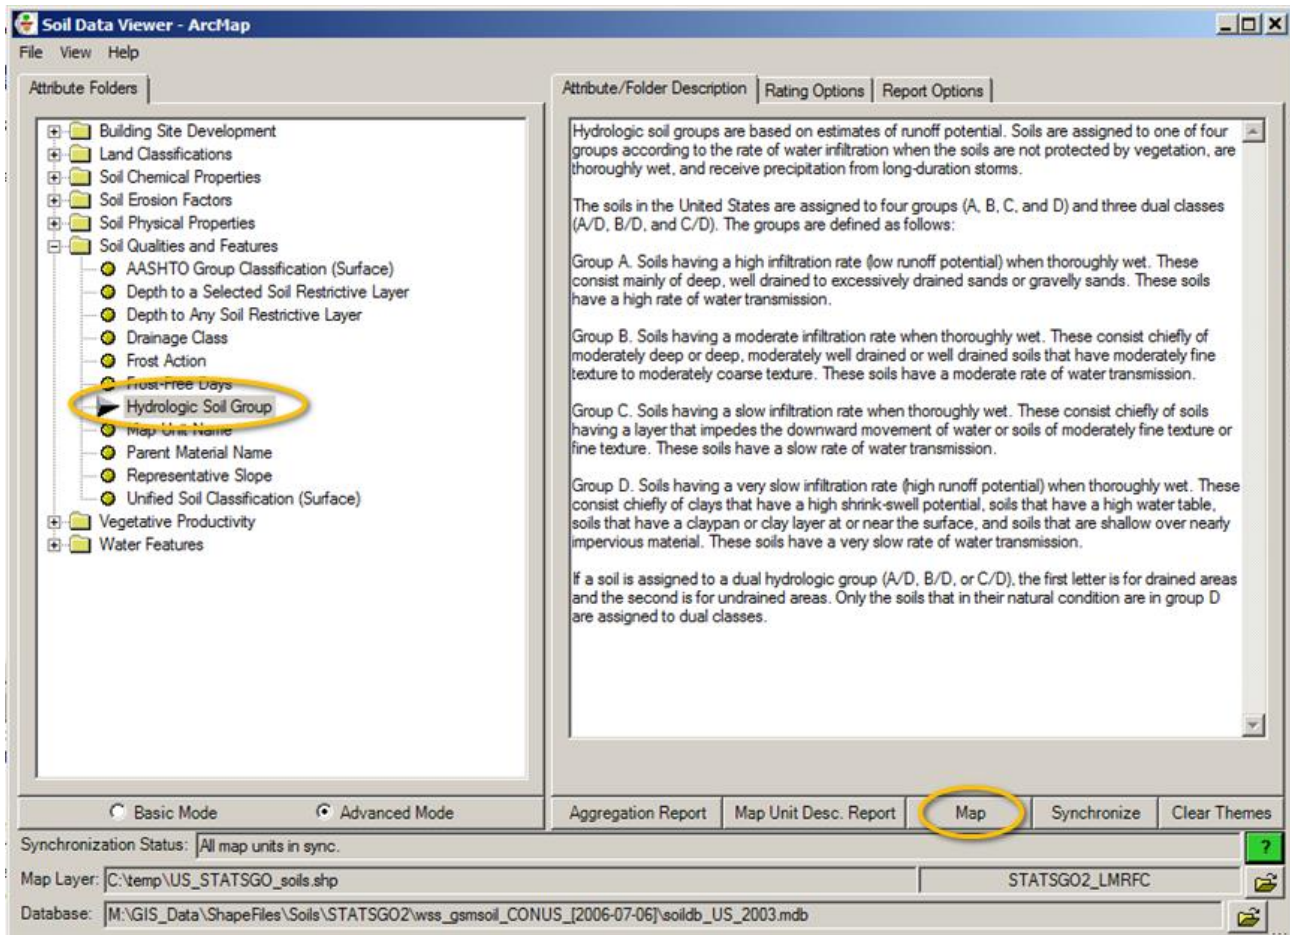 Soil Data Viewer - ArcMap
File View Help
Attribute Folders
Building Site Development
Land Classifications
Soil Chemical Properties
Soil Erosion Factors
Soil Physical Properties
Soil Qualities and Features
AASHTO Group Classification (Surface)
Depth to a Selected Soil Restrictive Layer
Depth to Any Soil Restrictive Layer
Drainage Class
Frost Action
Frost-Free Days
Hydrologic Soil Group
Map Unit Name
Parent Material Name
Representative Slope
Unified Soil Classification (Surface)
Vegetative Productivity
Water Features
Basic Mode Advanced Mode
Attribute/Folder Description Rating Options Report Options
Hydrologic soil groups are based on estimates of runoff potential. Soils are assigned to one of four
groups according to the rate of water infiltration when the soils are not protected by vegetation, are
thoroughly wet, and receive precipitation from long-duration storms.
The soils in the United States are assigned to four groups (A, B, C, and D) and three dual classes
(A/D, B/D, and C/D). The groups are defined as follows:
Group A. Soils having a high infiltration rate (low runoff potential) when thoroughly wet. These
consist mainly of deep, well drained to excessively drained sands or gravelly sands. These soils
have a high rate of water transmission.
Group B. Soils having a moderate infiltration rate when thoroughly wet. These consist chiefly of
moderately deep or deep, moderately well drained or well drained soils that have moderately fine
texture to moderately coarse texture. These soils have a moderate rate of water transmission.
Group C. Soils having a slow infiltration rate when thoroughly wet. These consist chiefly of soils
having a layer that impedes the downward movement of water or soils of moderately fine texture or
fine texture. These soils have a slow rate of water transmission.
Group D. Soils having a very slow infiltration rate (high runoff potential) when thoroughly wet. These
consist chiefly of clays that have a high shrink-swell potential, soils that have a high water table,
soils that have a claypan or clay layer at or near the surface, and soils that are shallow over nearly
impervious material. These soils have a very slow rate of water transmission.
If a soil is assigned to a dual hydrologic group (A/D, B/D, or C/D), the first letter is for drained areas
and the second is for undrained areas. Only the soils that in their natural condition are in group D
are assigned to dual classes.
Aggregation Report Map Unit Desc. Report Map Synchronize Clear Themes
Synchronization Status: All map units in sync. ?
Map Layer: C:\temp\US_STATSGO_soils.shp STATSGO2_LMRFC
Database: M:\GIS_Data\ShapeFiles\Soils\STATSGO2\wss_gsmsoil_CONUS_[2006-07-06]\soildb_US_2003.mdb